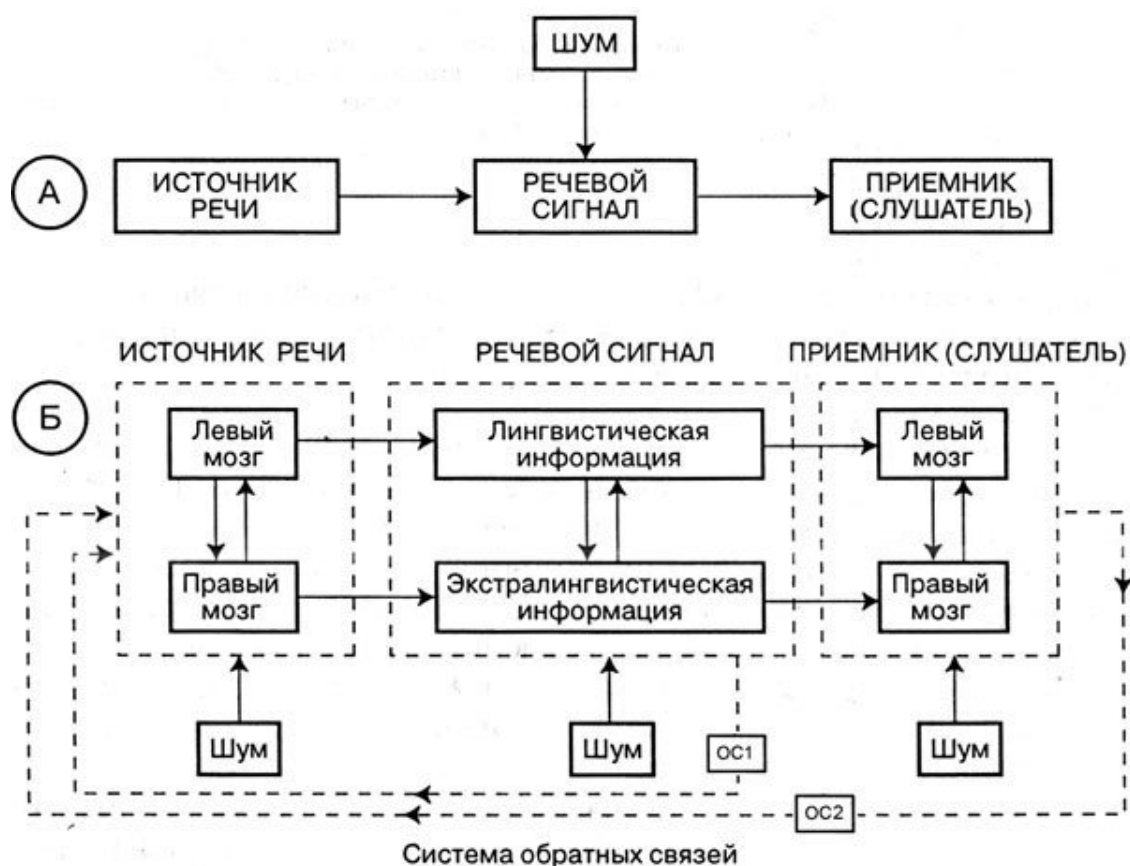 ШУМ
А
ИСТОЧНИК
РЕЧИ
РЕЧЕВОЙ
СИГНАЛ
ПРИЕМНИК
(СЛУШАТЕЛЬ)
ИСТОЧНИК РЕЧИ
РЕЧЕВОЙ СИГНАЛ
ПРИЕМНИК (СЛУШАТЕЛЬ)
Б
Левый
мозг
Лингвистическая
информация
Левый
мозг
Правый
мозг
Экстралингвистическая
информация
Правый
мозг
Шум
Шум
ОС1
Шум
ОС2
Система обратных связей